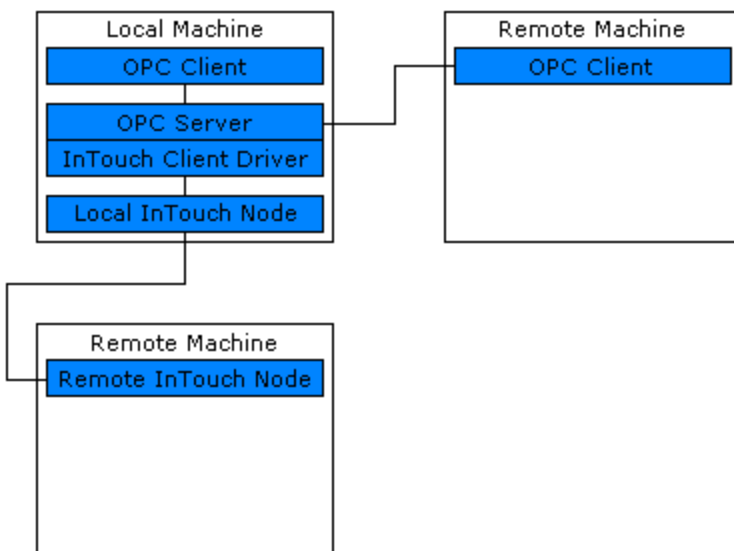 Local Machine
OPC Client
OPC Server
InTouch Client Driver
Local InTouch Node
Remote Machine
OPC Client
Remote Machine
Remote InTouch Node